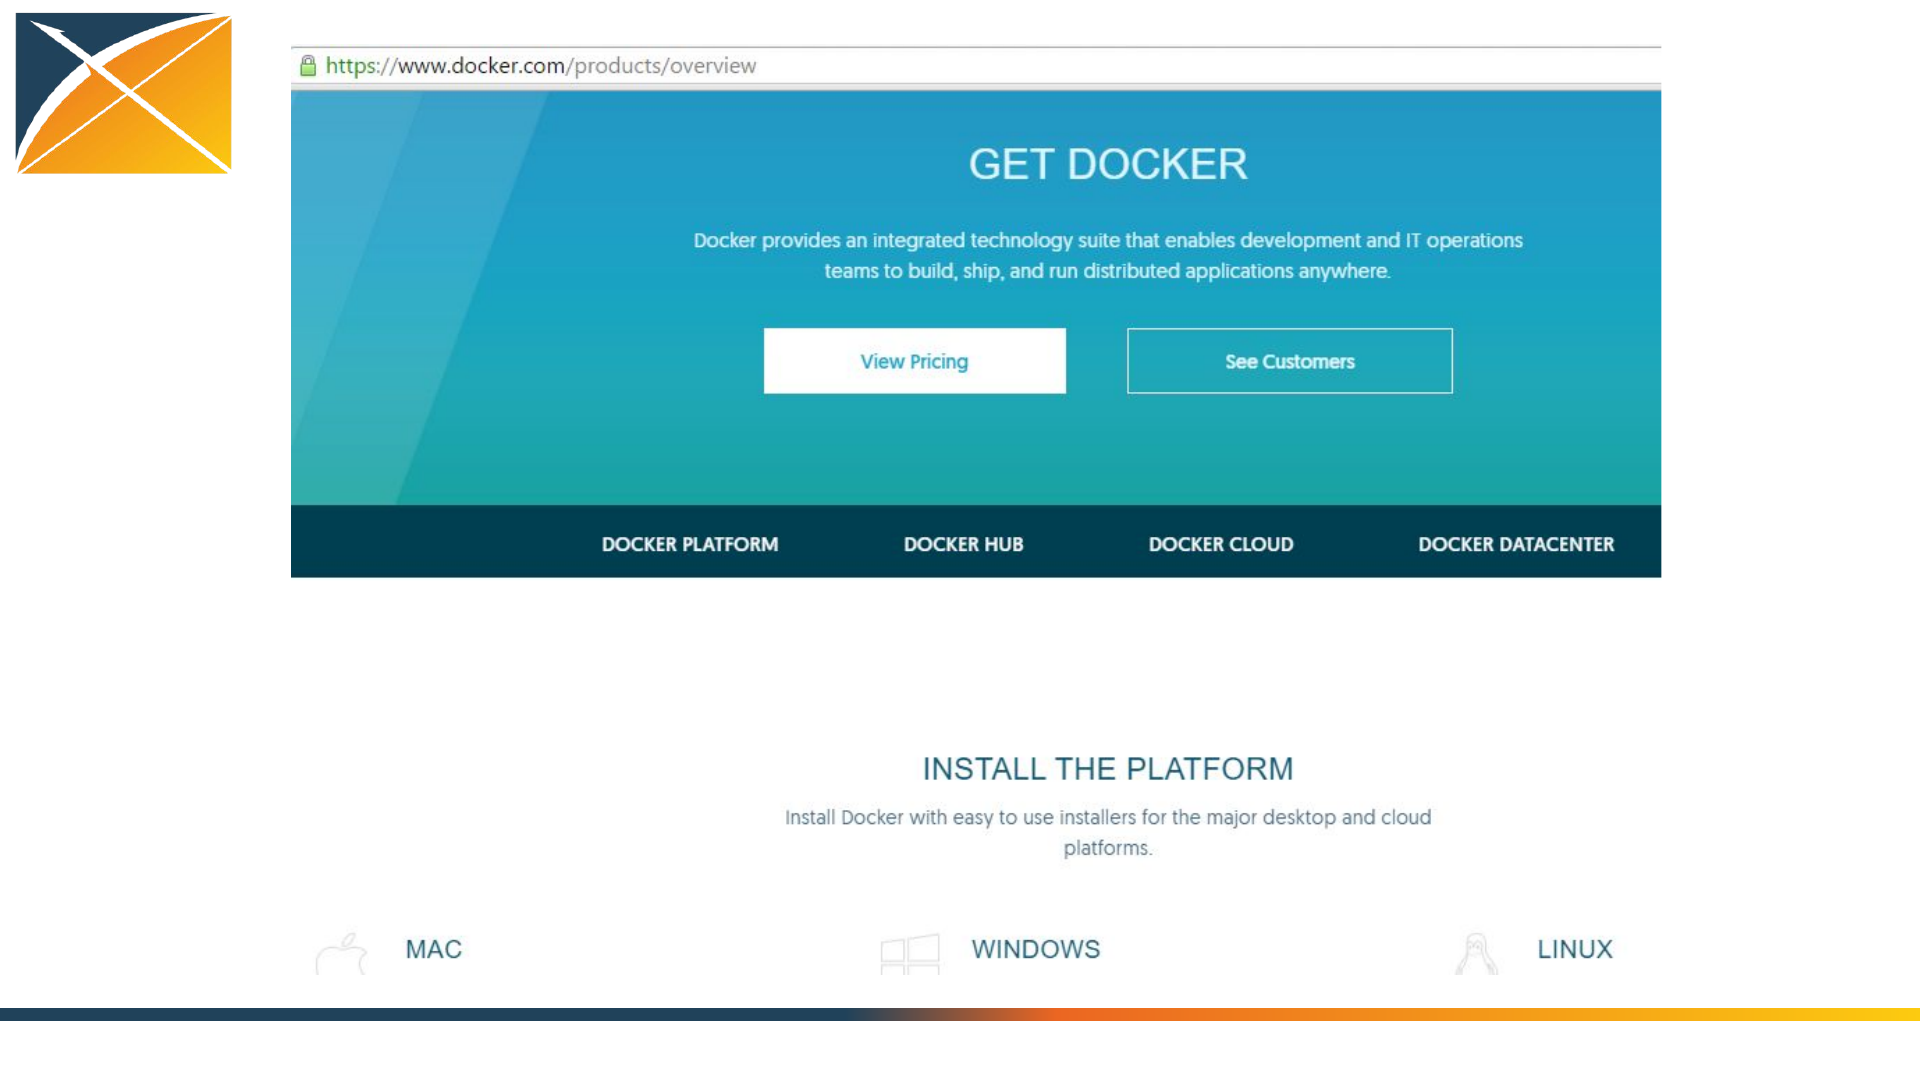 https://www.docker.com/products/overview
GET DOCKER
Docker provides an integrated technology suite that enables development and IT operations
teams to build, ship, and run distributed applications anywhere.
View Pricing
See Customers
DOCKER PLATFORM
DOCKER HUB
DOCKER CLOUD
DOCKER DATACENTER
INSTALL THE PLATFORM
Install Docker with easy to use installers for the major desktop and cloud
platforms.
MAC
WINDOWS
LINUX